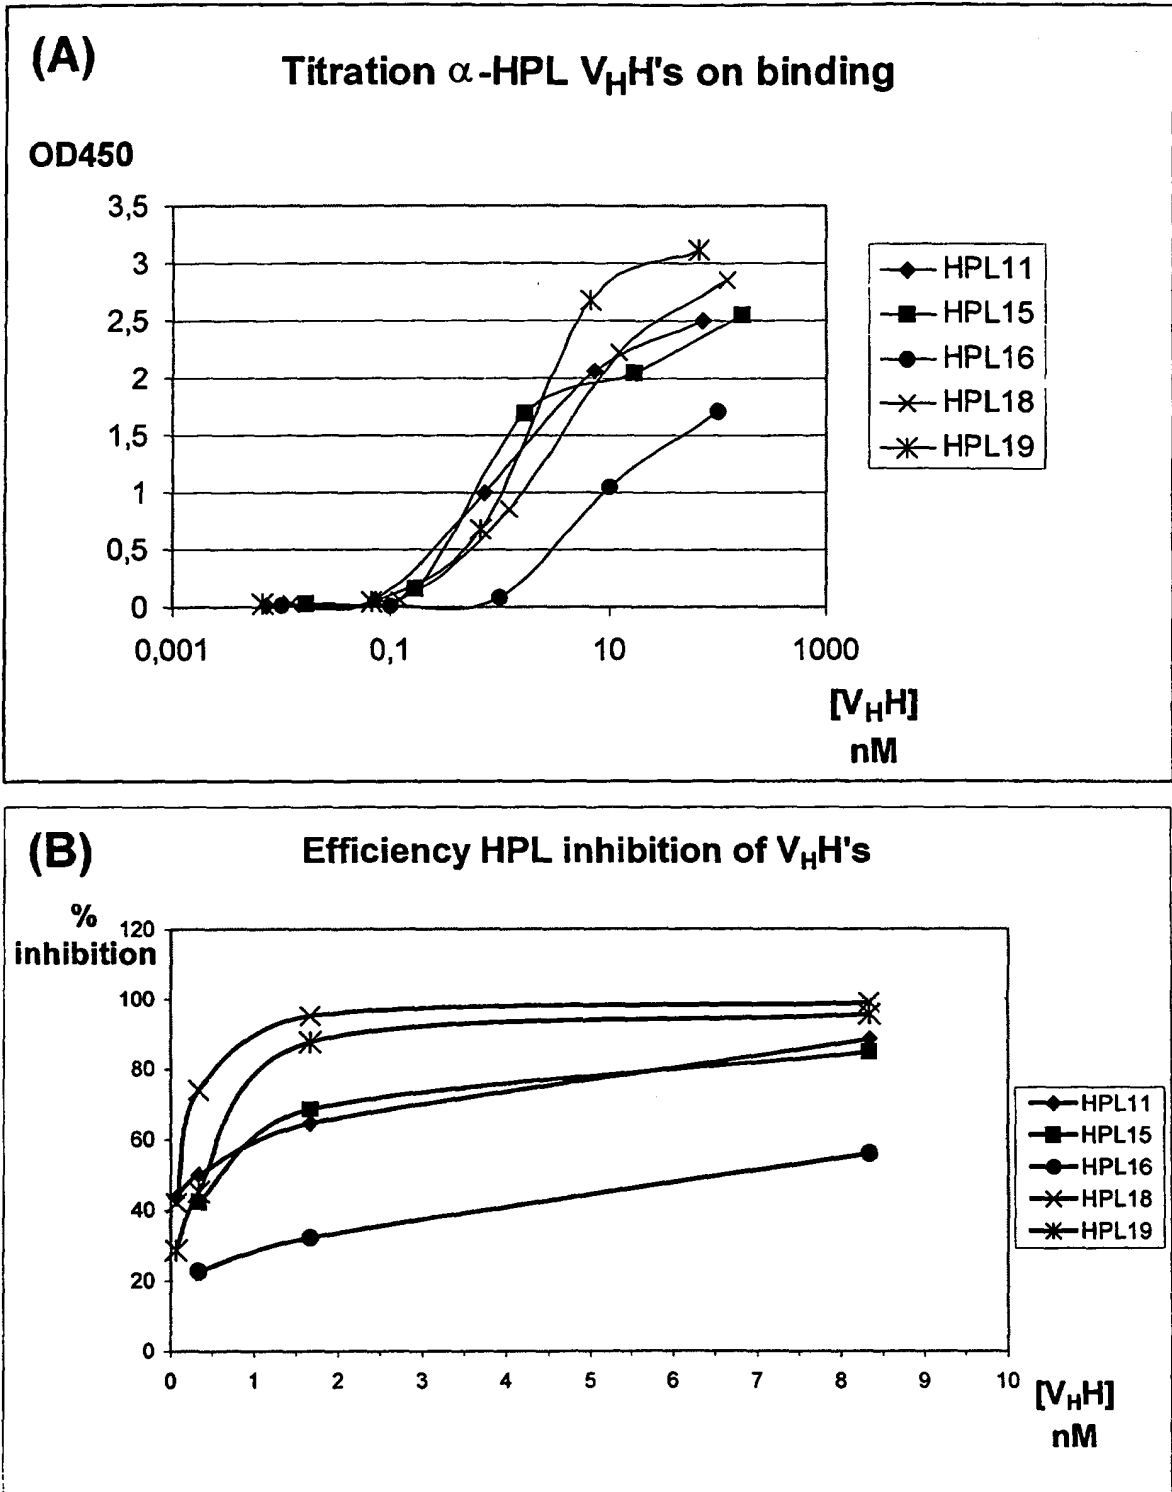 (A)
Titration α-HPL VHH's on binding
OD450
3,5
3
2,5
2
1,5
1
0,5
0
0,001 0,1 10 1000
[VHH]
nM
HPL11
HPL15
HPL16
HPL18
HPL19
(B)
Efficiency HPL inhibition of VHH's
%
inhibition
120
100
80
60
40
20
0
0 1 2 3 4 5 6 7 8 9 10
[VHH]
nM
HPL11
HPL15
HPL16
HPL18
HPL19